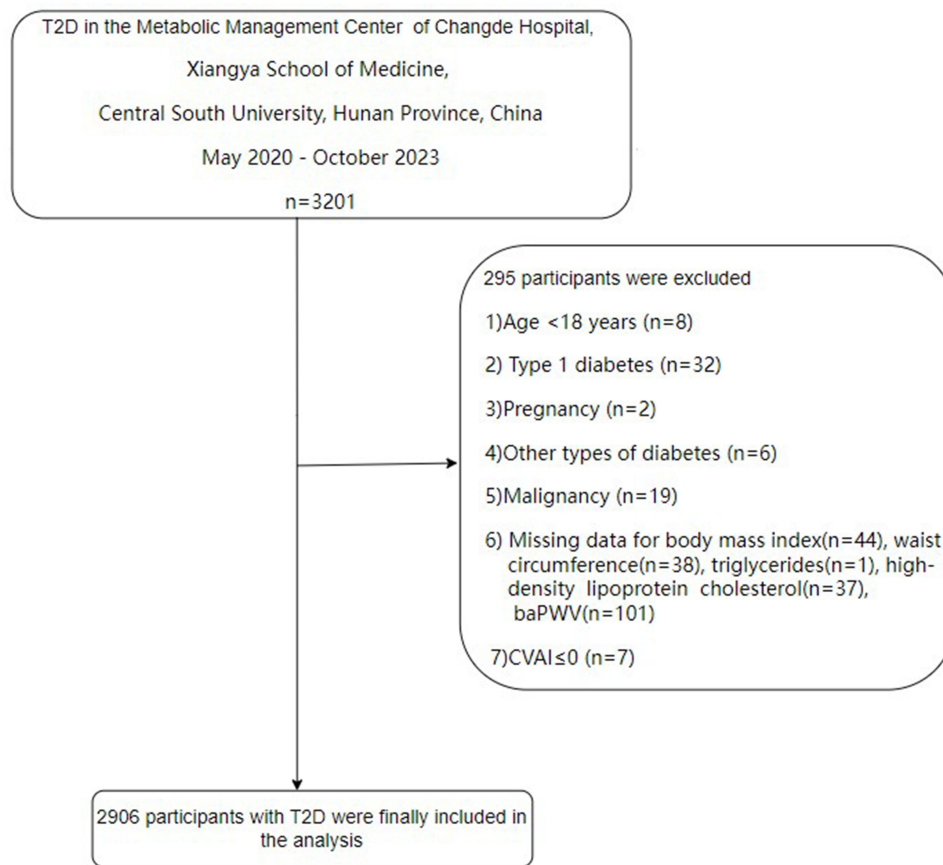 T2D in the Metabolic Management Center of Changde Hospital,
Xiangya School of Medicine,
Central South University, Hunan Province, China
May 2020 - October 2023
n=3201
295 participants were excluded
1)Age <18 years (n=8)
2) Type 1 diabetes (n=32)
3)Pregnancy (n=2)
4)Other types of diabetes (n=6)
5)Malignancy (n=19)
6) Missing data for body mass index(n=44), waist
circumference(n=38), triglycerides(n=1), high-
density lipoprotein cholesterol(n=37),
baPWV(n=101)
7)CVAI≤0 (n=7)
2906 participants with T2D were finally included in
the analysis